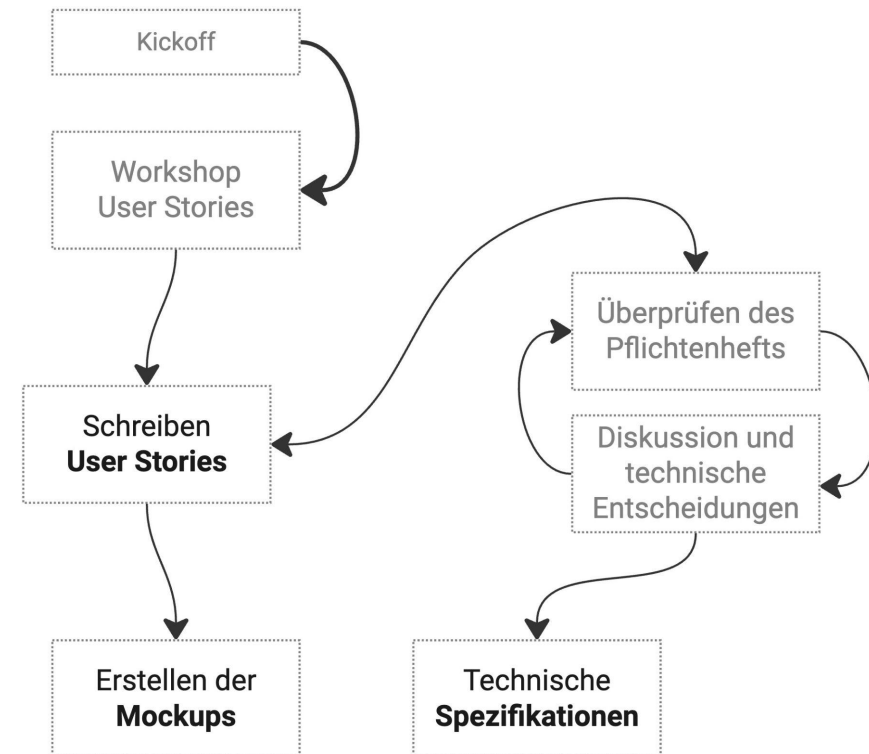 Kickoff
Workshop
User Stories
Überprüfen des
Pflichtenhefts
Schreiben
User Stories
Diskussion und
technische
Entscheidungen
Erstellen der
Mockups
Technische
Spezifikationen